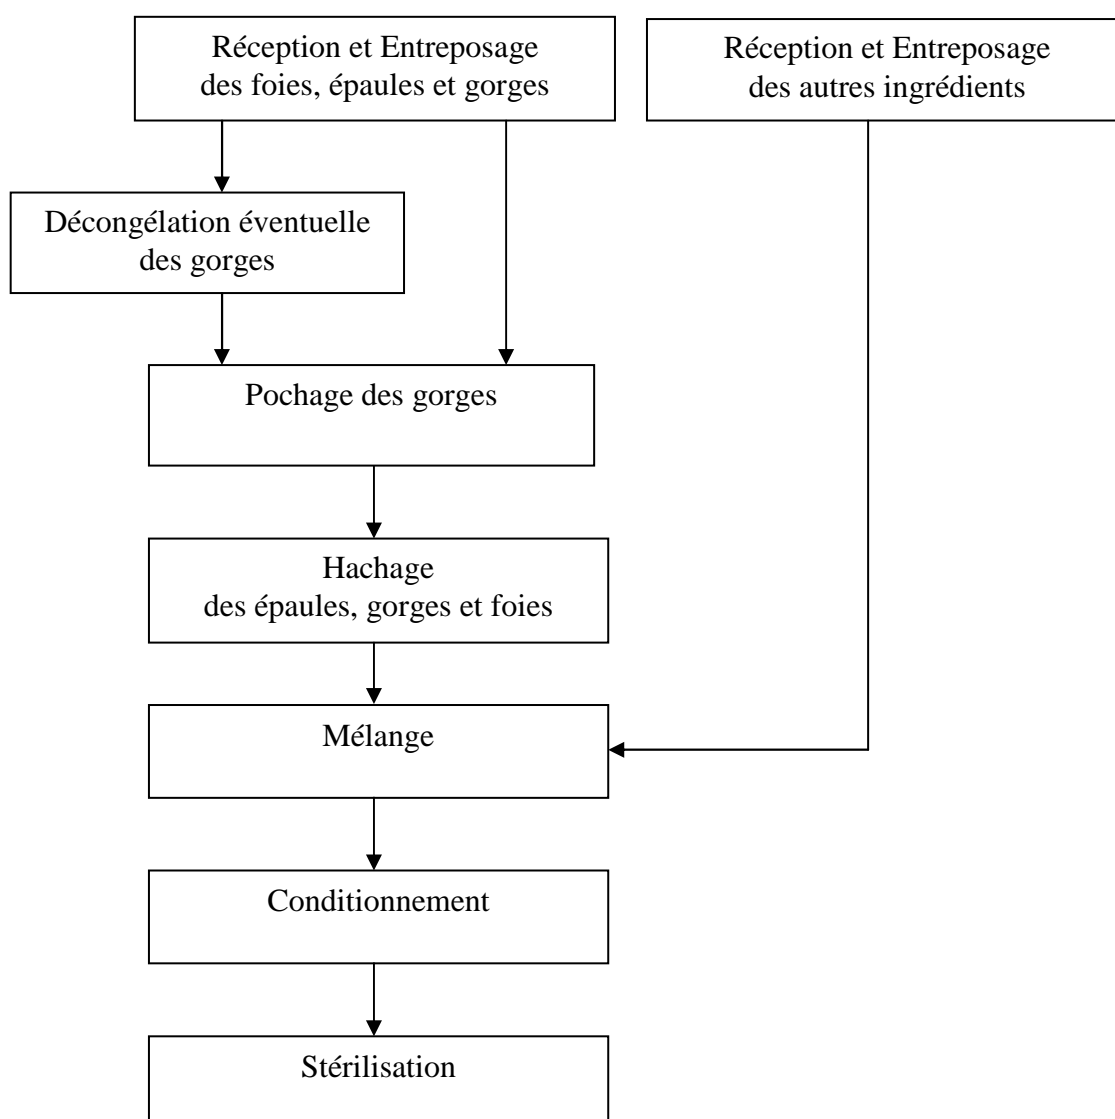 Réception et Entreposage
des foies, épaules et gorges
Réception et Entreposage
des autres ingrédients
Décongélation éventuelle
des gorges
Pochage des gorges
Hachage
des épaules, gorges et foies
Mélange
Conditionnement
Stérilisation